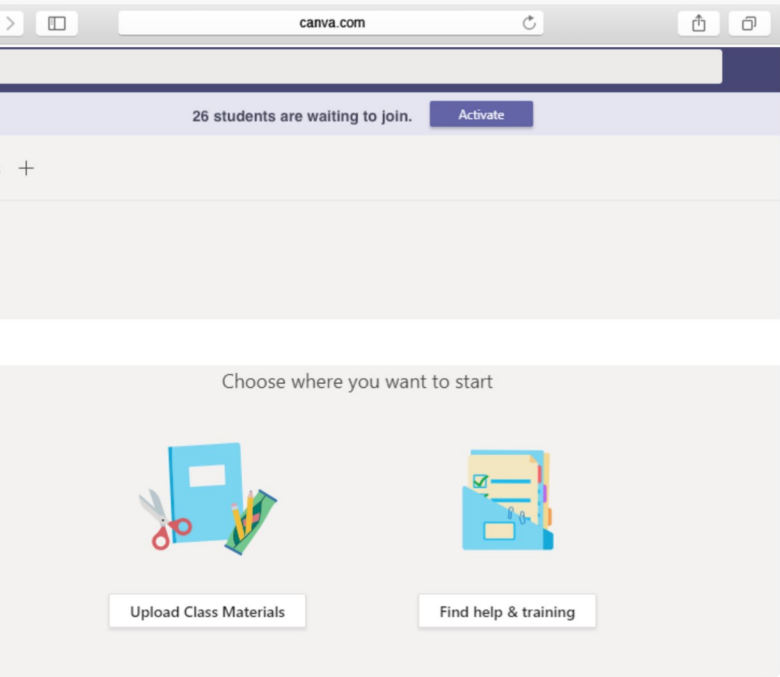 canva.com
26 students are waiting to join. Activate
Choose where you want to start
Upload Class Materials Find help & training